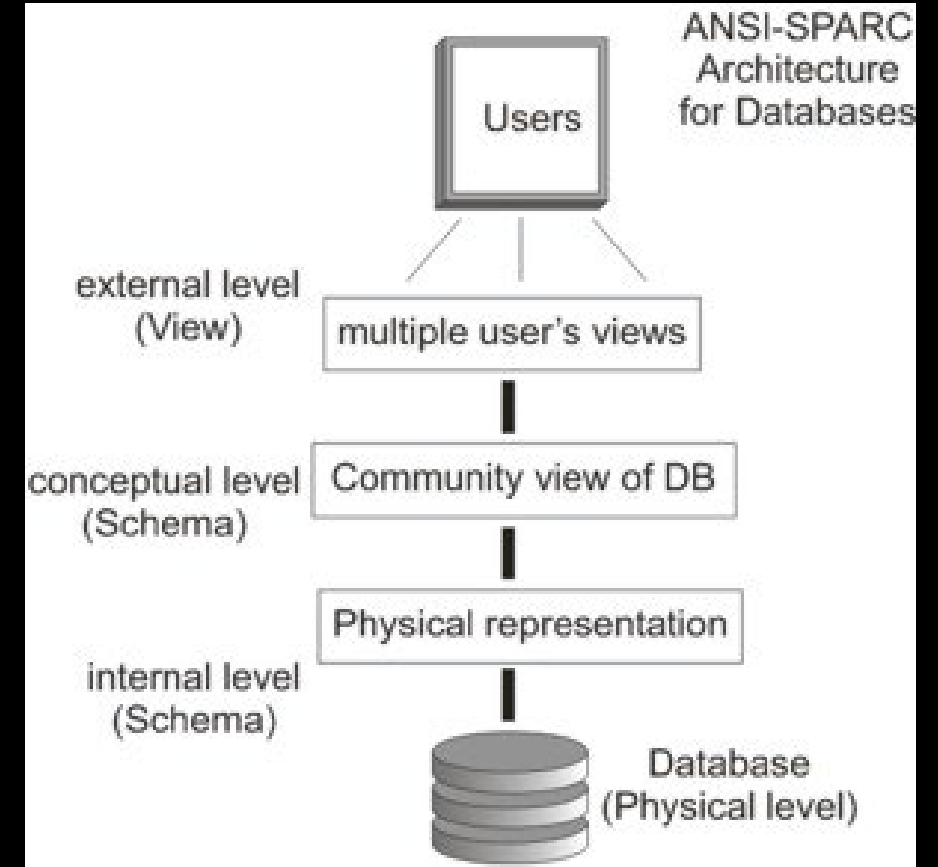 ANSI-SPARC
Architecture
for Databases
Users
external level
(View)
multiple user's views
conceptual level
(Schema)
Community view of DB
Physical representation
internal level
(Schema)
Database
(Physical level)